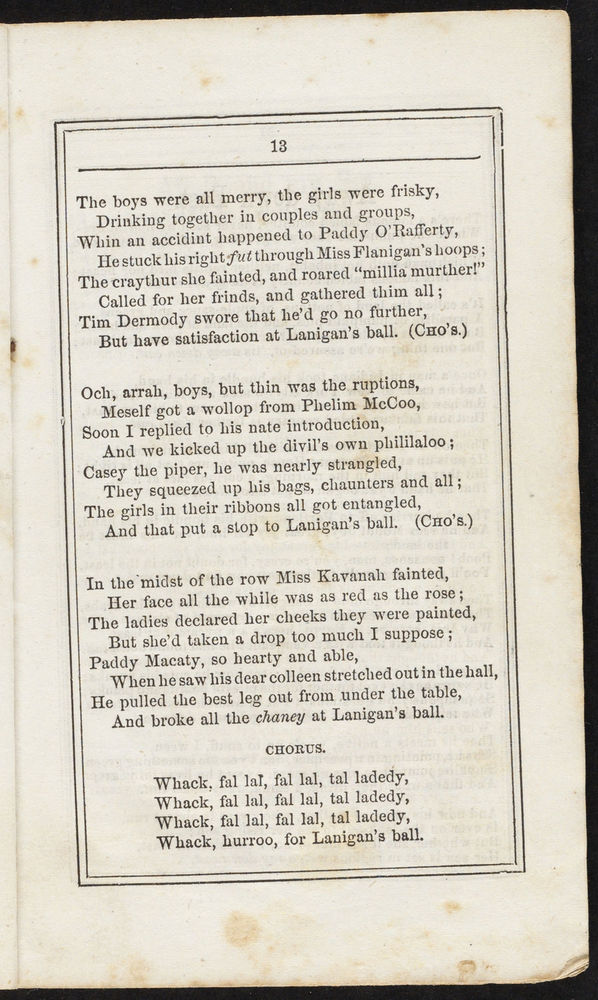 13
The boys were all merry, the girls were frisky,
Drinking together in couples and groups,
Whin an accidint happened to Paddy O'Rafferty,
He stuck his right fut through Miss Flanigan's hoops;
The craythur she fainted, and roared "millia murther!"
Called for her frinds, and gathered thim all;
Tim Dermody swore that he'd go no further,
But have satisfaction at Lanigan's ball. (CHO'S.)
Och, arrah, boys, but thin was the ruptions,
Meself got a wollop from Phelim McCoo,
Soon I replied to his nate introduction,
And we kicked up the divil's own phililaloo;
Casey the piper, he was nearly strangled,
They squeezed up his bags, chaunters and all;
The girls in their ribbons all got entangled,
And that put a stop to Lanigan's ball. (CHO'S.)
In the midst of the row Miss Kavanah fainted,
Her face all the while was as red as the rose;
The ladies declared her cheeks they were painted,
But she'd taken a drop too much I suppose;
Paddy Macaty, so hearty and able,
When he saw his dear colleen stretched out in the hall,
He pulled the best leg out from under the table,
And broke all the chaney at Lanigan's ball.
CHORUS.
Whack, fal lal, fal lal, tal ladedy,
Whack, fal lal, fal lal, tal ladedy,
Whack, fal lal, fal lal, tal ladedy,
Whack, hurroo, for Lanigan's ball.